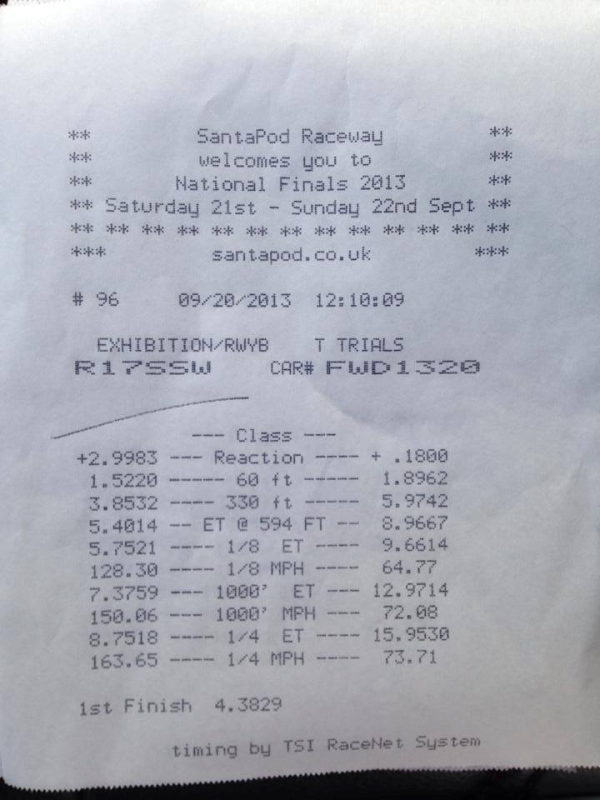 ** SantaPod Raceway **
** welcomes you to **
** National Finals 2013 **
** Saturday 21st - Sunday 22nd Sept **
** ** ** ** ** ** ** ** ** ** ** ** **
*** santapod.co.uk ***
# 96 09/20/2013 12:10:09
EXHIBITION/RWYB T TRIALS
R17SSW CAR# FWD1320
--- Class ---
+2.9983 --- Reaction ---- + .1800
1.5220 ----- 60 ft ----- 1.8962
3.8532 ---- 330 ft ---- 5.9742
5.4014 -- ET @ 594 FT -- 8.9667
5.7521 ---- 1/8 ET ---- 9.6614
128.30 ---- 1/8 MPH ---- 64.77
7.3759 ---- 1000' ET --- 12.9714
150.06 ---- 1000' MPH --- 72.08
8.7518 ---- 1/4 ET ---- 15.9530
163.65 ---- 1/4 MPH ---- 73.71
1st Finish 4.3829
timing by TSI RaceNet System